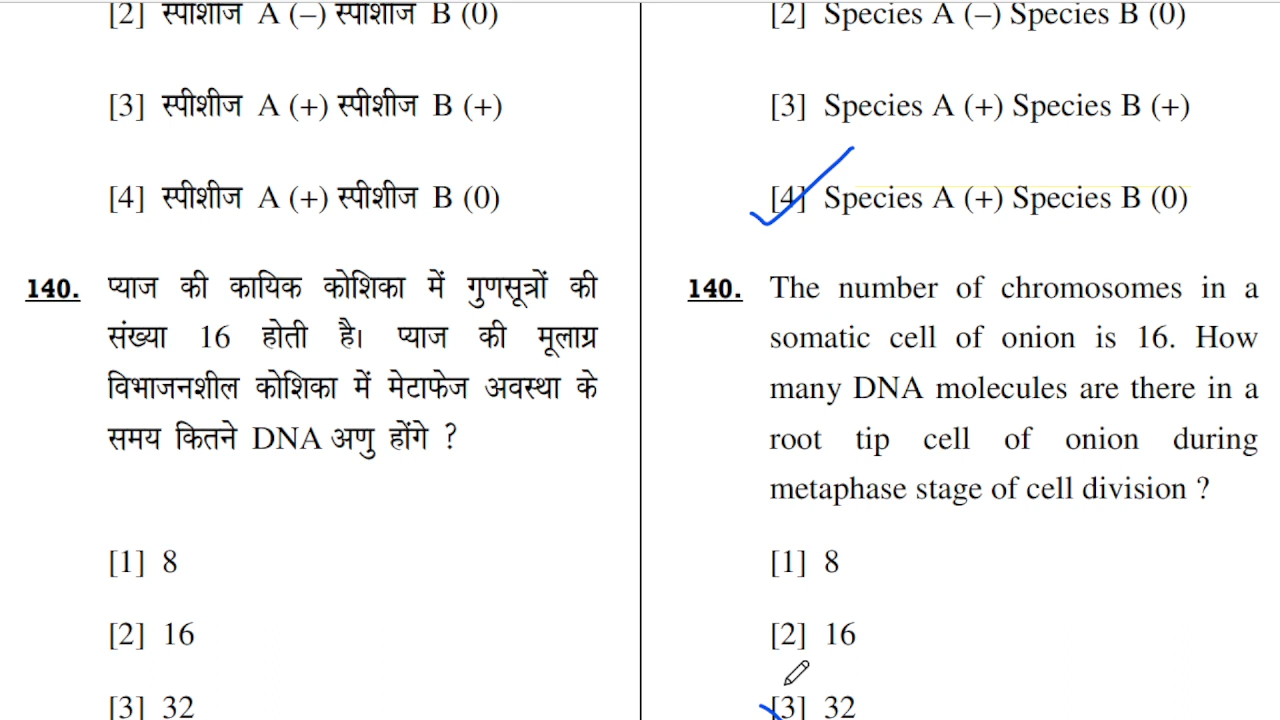 [2] स्पीशीज A (–) स्पीशीज B (0)
[3] स्पीशीज A (+) स्पीशीज B (+)
[4] स्पीशीज A (+) स्पीशीज B (0)
140. प्याज की कायिक कोशिका में गुणसूत्रों की
संख्या 16 होती है। प्याज की मूलाग्र
विभाजनशील कोशिका में मेटाफेज अवस्था के
समय कितने DNA अणु होंगे ?
[1] 8
[2] 16
[3] 32
[2] Species A (–) Species B (0)
[3] Species A (+) Species B (+)
[4] Species A (+) Species B (0)
140. The number of chromosomes in a
somatic cell of onion is 16. How
many DNA molecules are there in a
root tip cell of onion during
metaphase stage of cell division ?
[1] 8
[2] 16
[3] 32